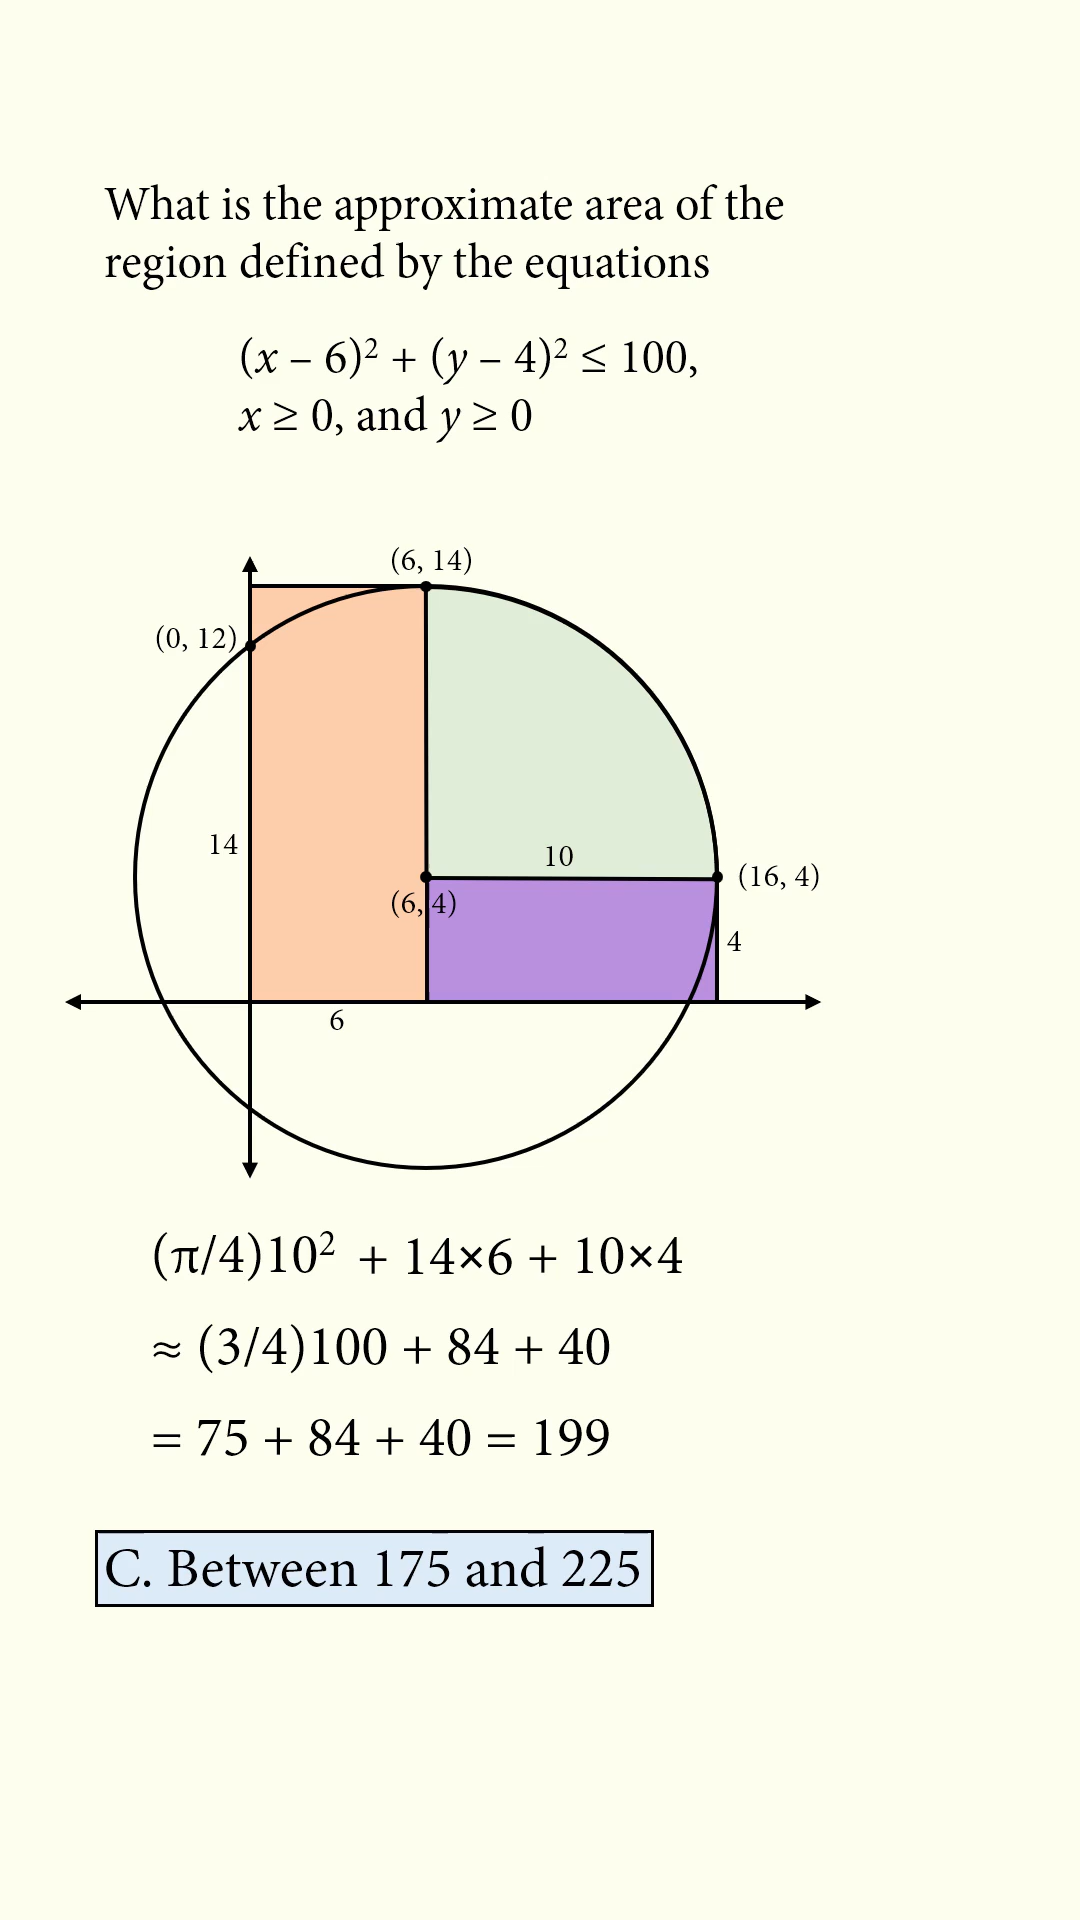 What is the approximate area of the
region defined by the equations
(x – 6)² + (y – 4)² ≤ 100,
x ≥ 0, and y ≥ 0
(6, 14)
(0, 12)
14
10
(16, 4)
(6, 4)
4
6
(π/4)10² + 14×6 + 10×4
≈ (3/4)100 + 84 + 40
= 75 + 84 + 40 = 199
C. Between 175 and 225